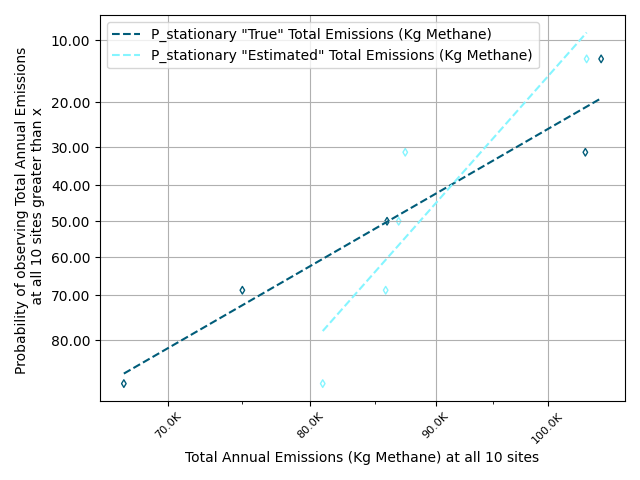 P_stationary "True" Total Emissions (Kg Methane)
P_stationary "Estimated" Total Emissions (Kg Methane)
Probability of observing Total Annual Emissions
at all 10 sites greater than x
10.00
20.00
30.00
40.00
50.00
60.00
70.00
80.00
70.0K
80.0K
90.0K
100.0K
Total Annual Emissions (Kg Methane) at all 10 sites